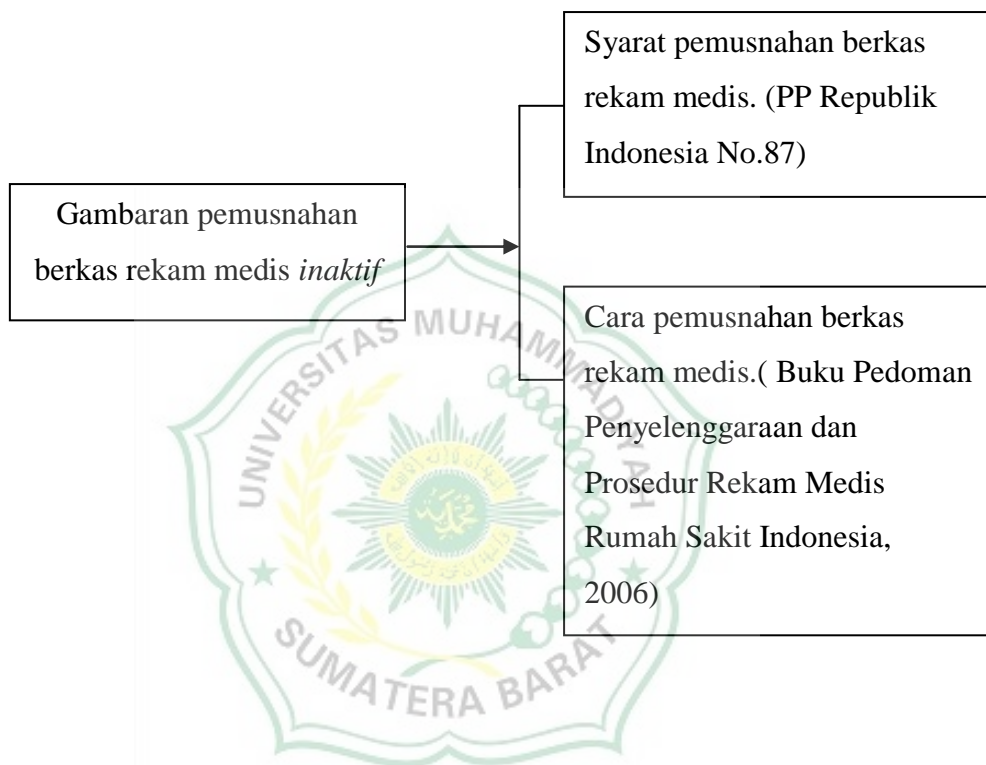 Syarat pemusnahan berkas
rekam medis. (PP Republik
Indonesia No.87)
Gambaran pemusnahan
berkas rekam medis inaktif
Cara pemusnahan berkas
rekam medis.( Buku Pedoman
Penyelenggaraan dan
Prosedur Rekam Medis
Rumah Sakit Indonesia,
2006)
UNIVERSITAS MUHAMMADIYAH
SUMATERA BARAT